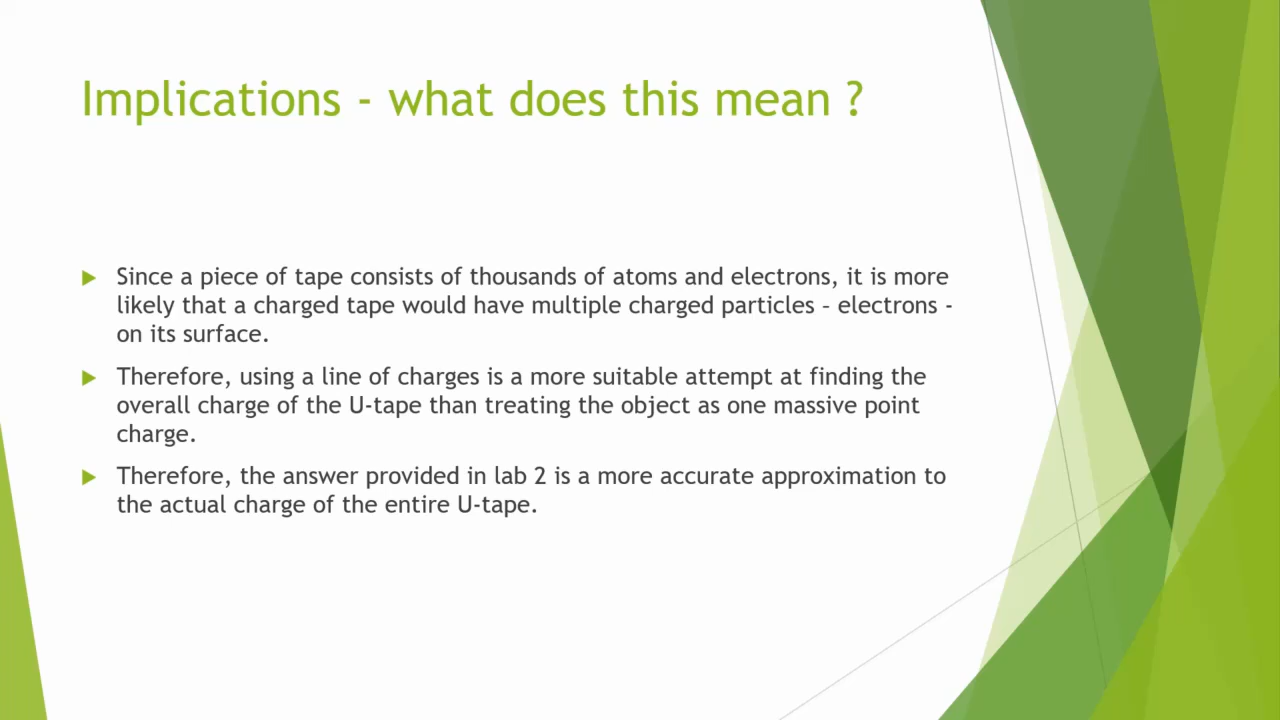 Implications - what does this mean ?
Since a piece of tape consists of thousands of atoms and electrons, it is more
likely that a charged tape would have multiple charged particles – electrons -
on its surface.
Therefore, using a line of charges is a more suitable attempt at finding the
overall charge of the U-tape than treating the object as one massive point
charge.
Therefore, the answer provided in lab 2 is a more accurate approximation to
the actual charge of the entire U-tape.